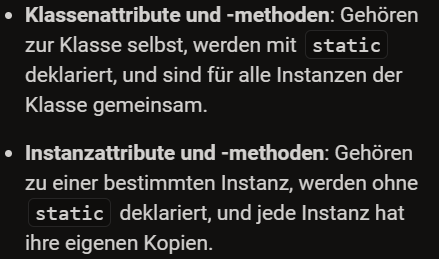 • Klassenattribute und -methoden: Gehören
zur Klasse selbst, werden mit static
deklariert, und sind für alle Instanzen der
Klasse gemeinsam.
• Instanzattribute und -methoden: Gehören
zu einer bestimmten Instanz, werden ohne
static deklariert, und jede Instanz hat
ihre eigenen Kopien.